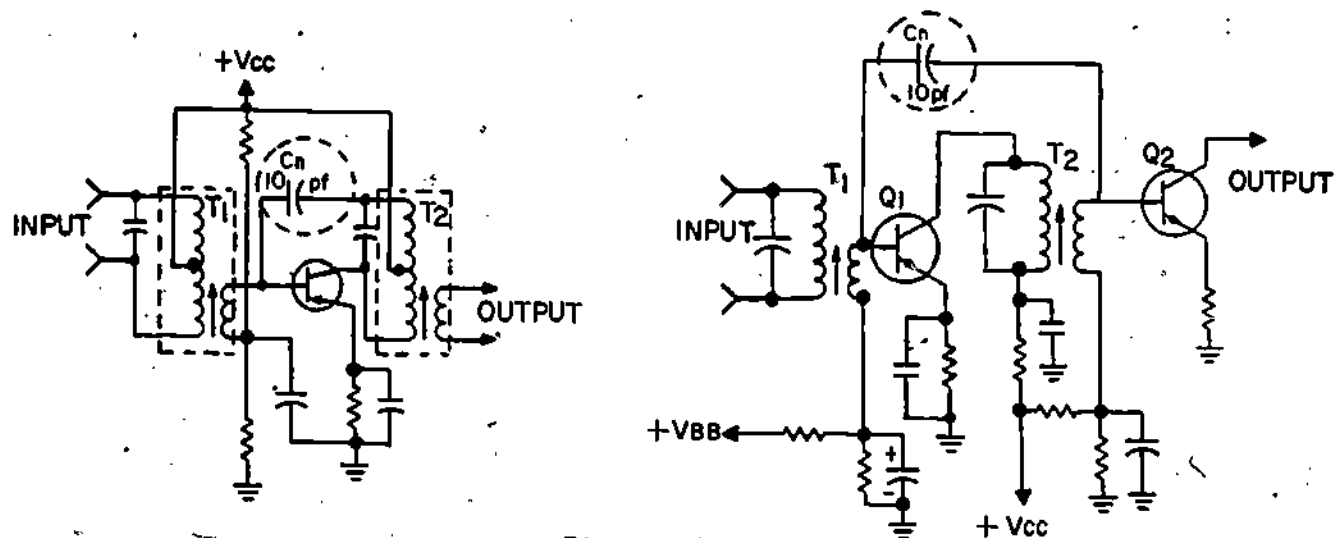 +Vcc
Cn
10 pf
T1
T2
INPUT
OUTPUT
Cn
10pf
T1
Q1
T2
Q2
OUTPUT
INPUT
+VBB
+
-
+ Vcc